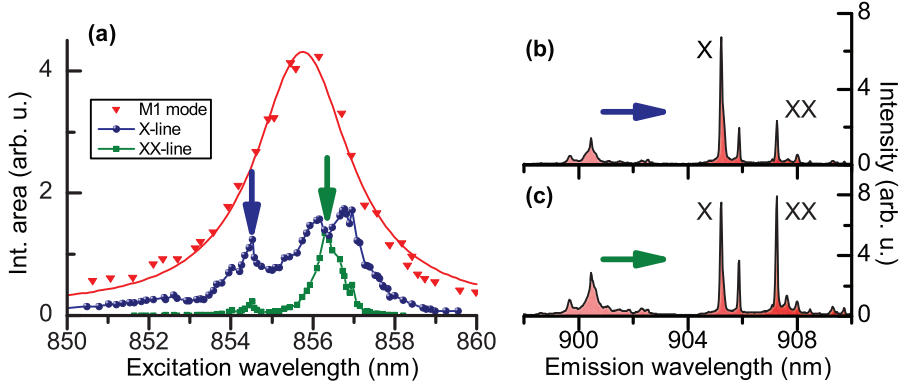 (a)
Int. area (arb. u.)
4
2
0
M1 mode
X-line
XX-line
850 852 854 856 858 860
Excitation wavelength (nm)
(b)
X
XX
8
4
0
(c)
X
XX
8
4
0
Intensity (arb. u.)
900 904 908
Emission wavelength (nm)